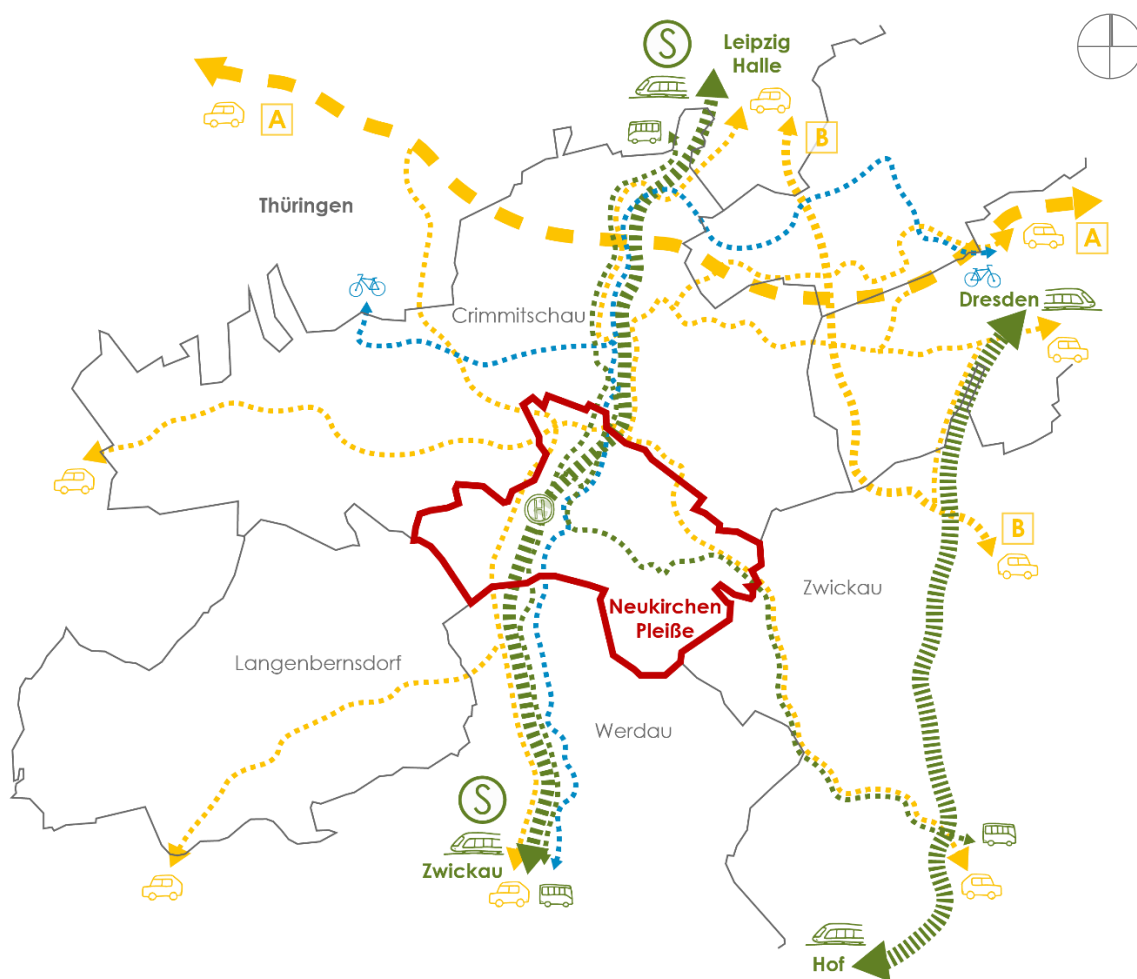 S
Leipzig
Halle
A
B
Thüringen
A
Dresden
Crimmitschau
H
B
Zwickau
Neukirchen
Pleiße
Langenbernsdorf
Werdau
S
Zwickau
Hof